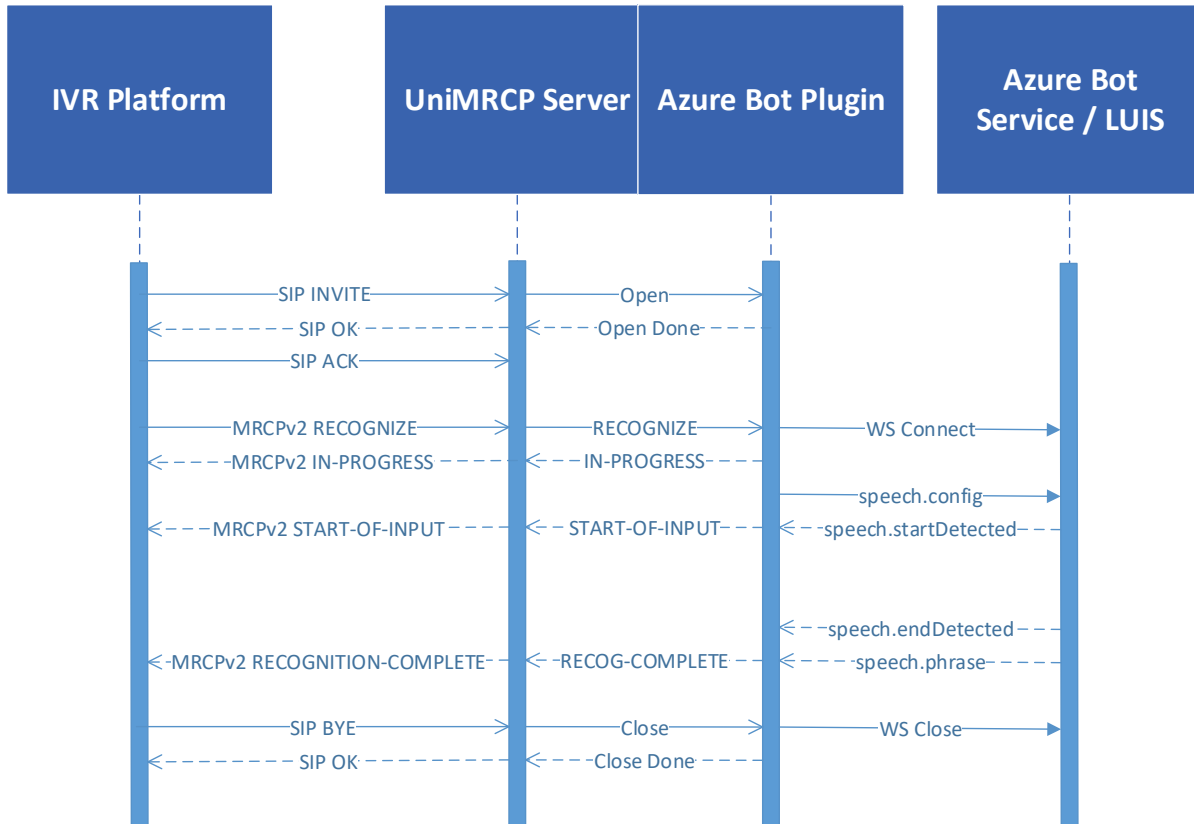 IVR Platform
UniMRCP Server
Azure Bot Plugin
Azure Bot
Service / LUIS
SIP INVITE
Open
SIP OK
Open Done
SIP ACK
MRCPv2 RECOGNIZE
RECOGNIZE
WS Connect
MRCPv2 IN-PROGRESS
IN-PROGRESS
speech.config
MRCPv2 START-OF-INPUT
START-OF-INPUT
speech.startDetected
speech.endDetected
MRCPv2 RECOGNITION-COMPLETE
RECOG-COMPLETE
speech.phrase
SIP BYE
Close
WS Close
SIP OK
Close Done